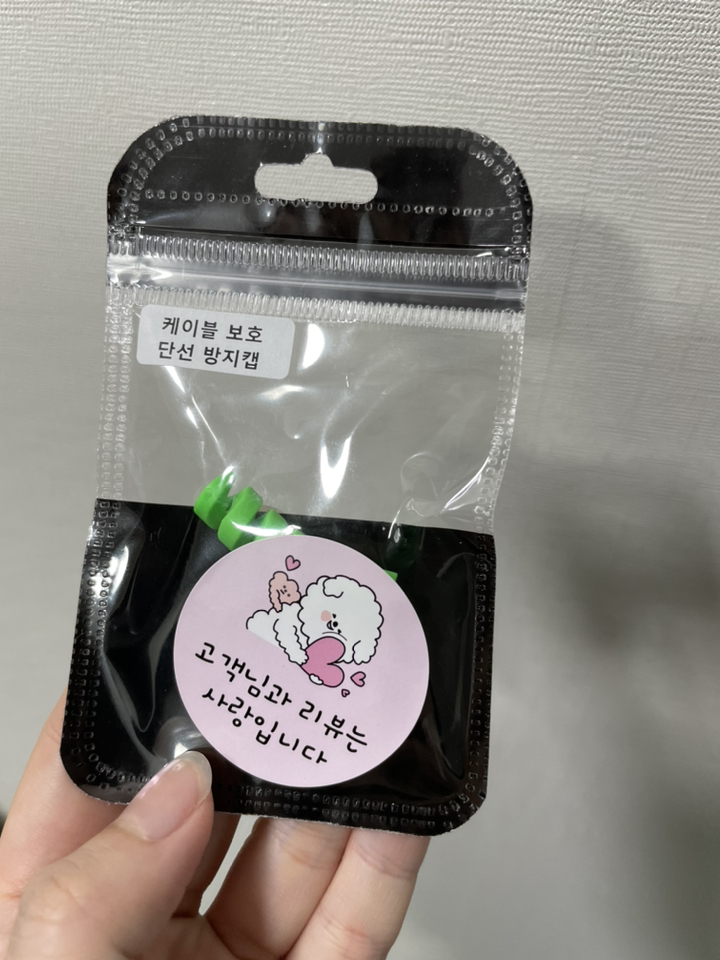 케이블 보호
단선 방지캡
고객님과 리뷰는
사랑입니다